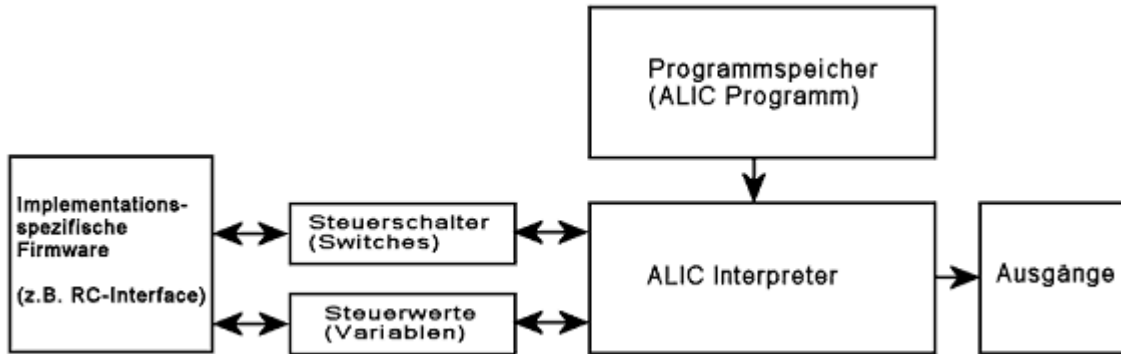 Programmspeicher
(ALIC Programm)
Implementations-
spezifische
Firmware
(z.B. RC-Interface)
Steuerschalter
(Switches)
Steuerwerte
(Variablen)
ALIC Interpreter
Ausgänge